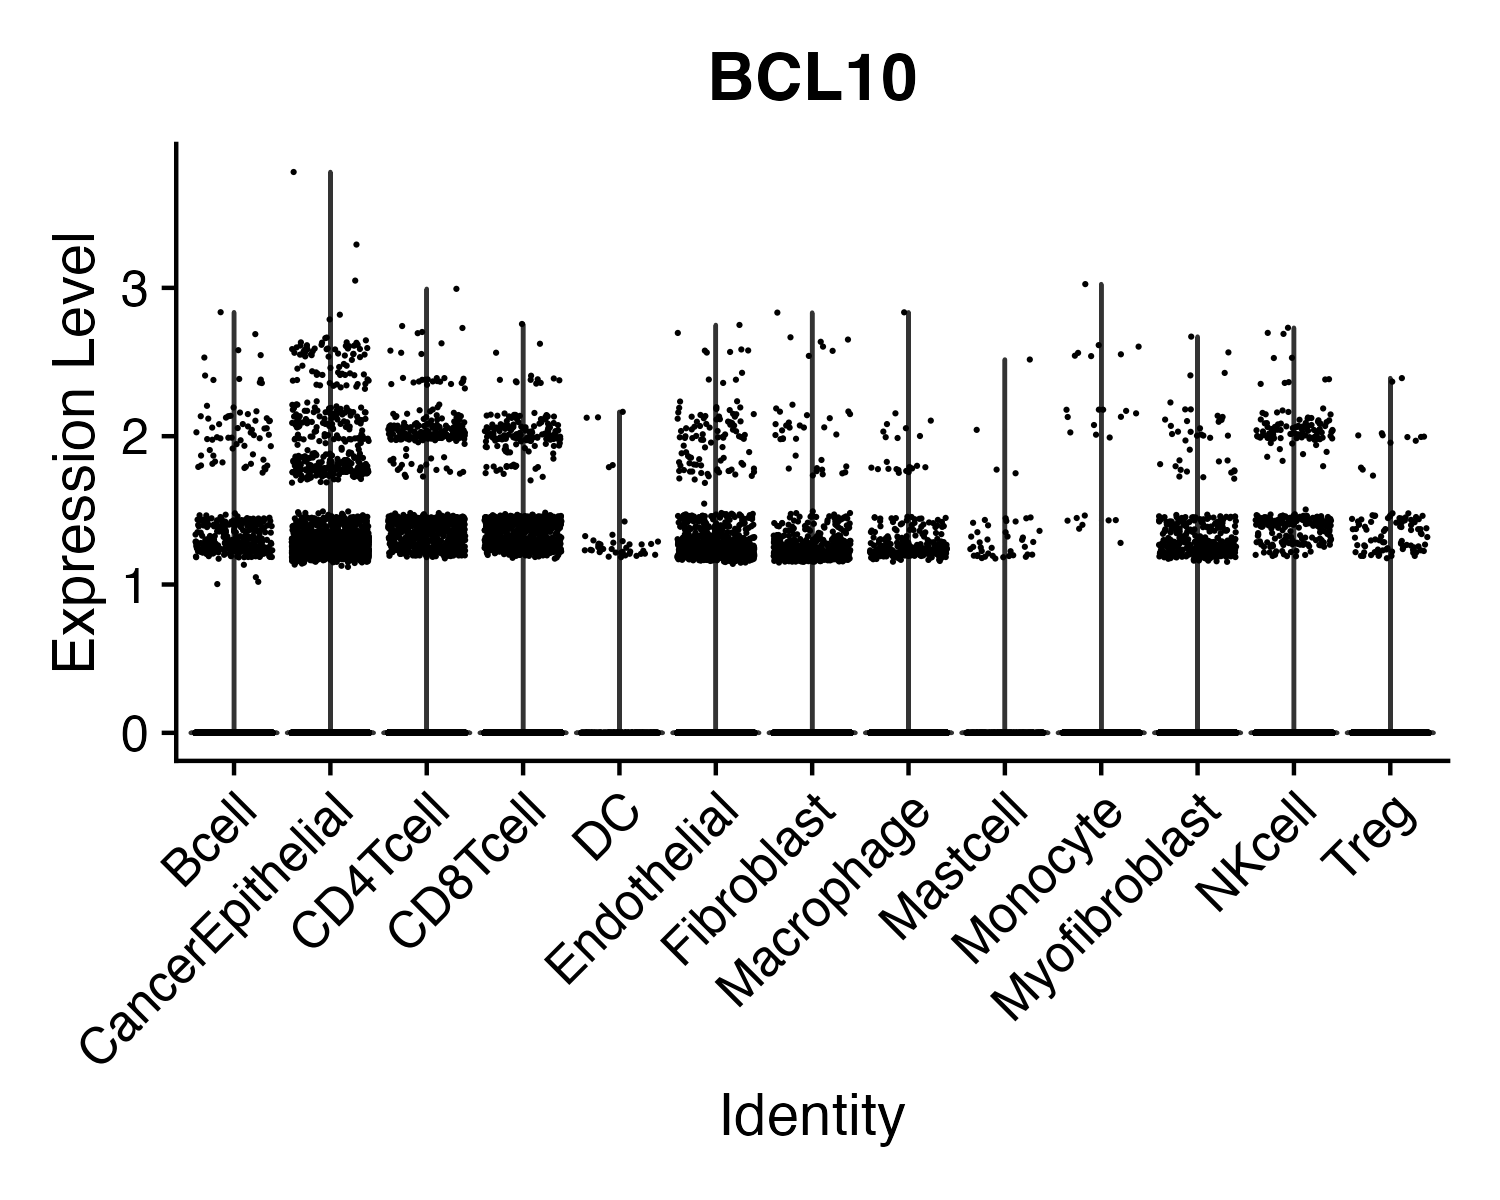 BCL10
Expression Level
3
2
1
0
Bcell
CancerEpithelial
CD4Tcell
CD8Tcell
DC
Endothelial
Fibroblast
Macrophage
Mastcell
Monocyte
Myofibroblast
NKcell
Treg
Identity